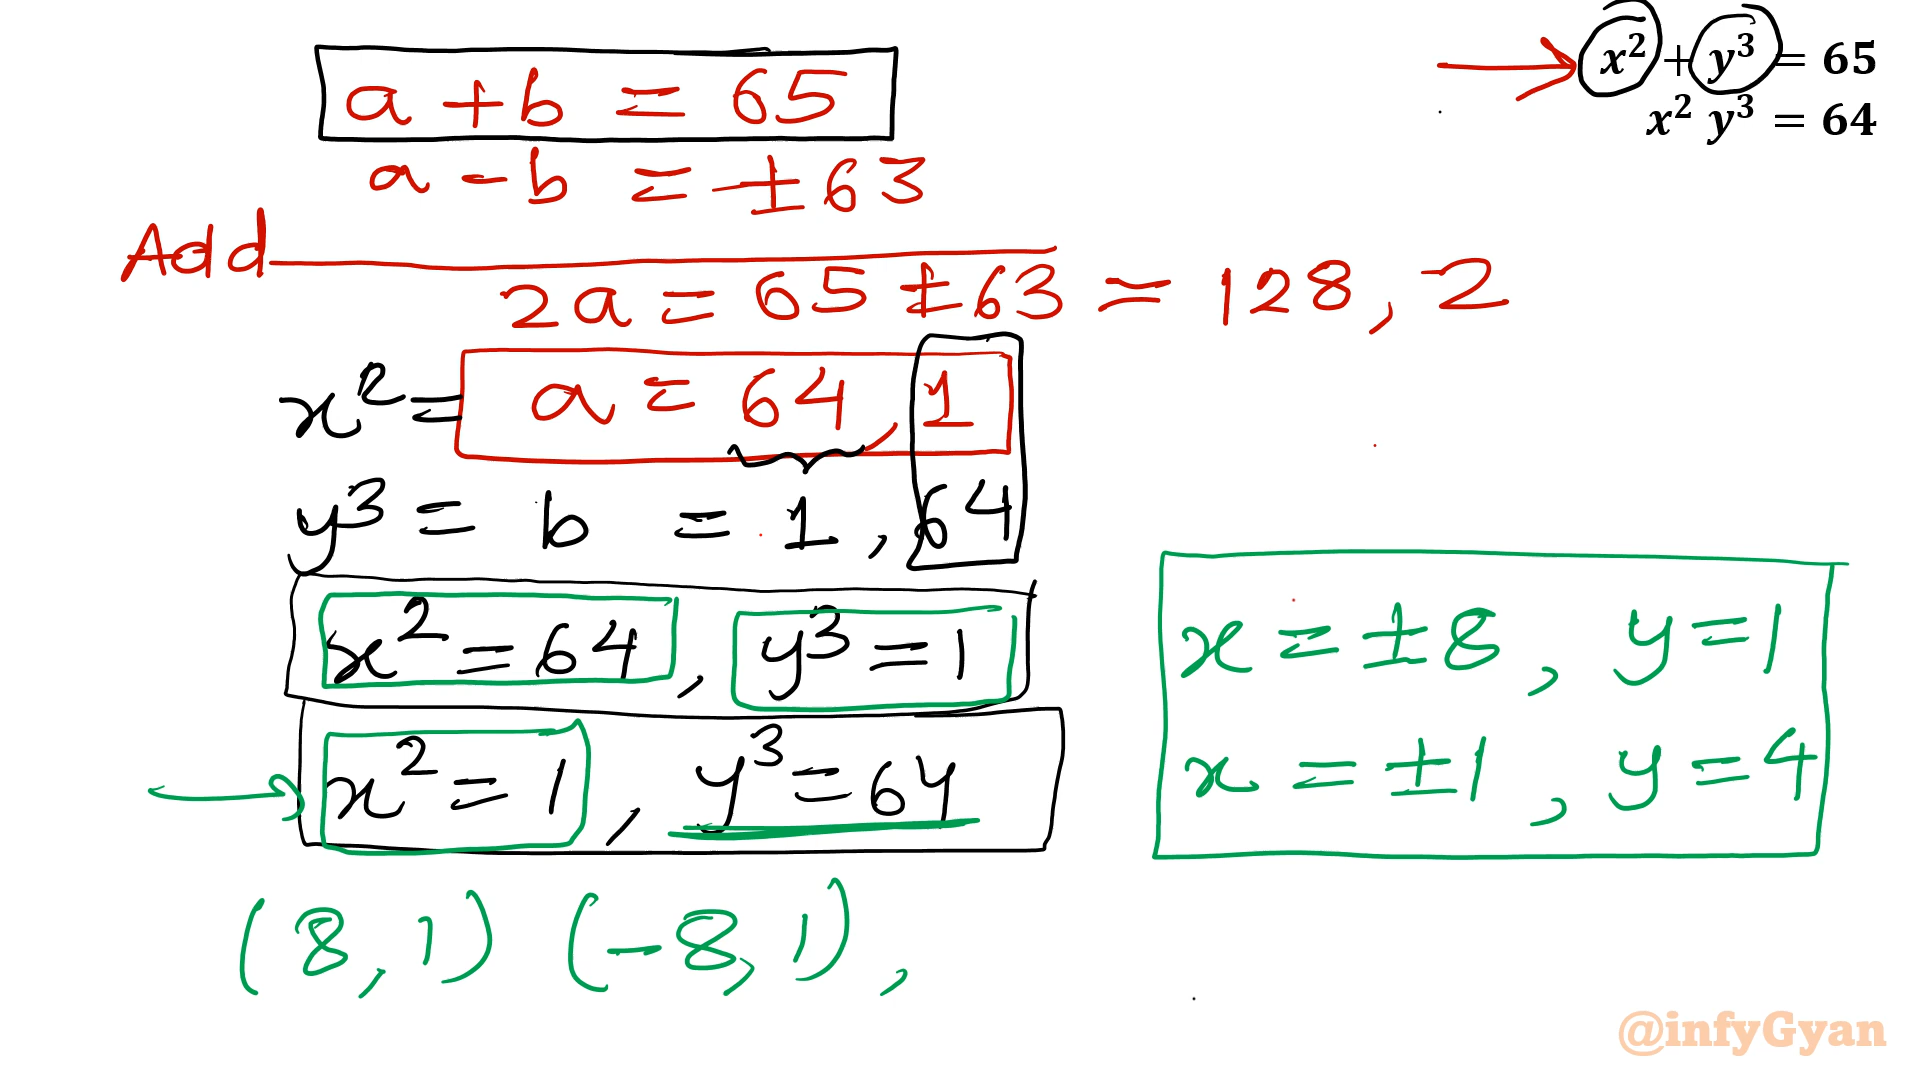 x² + y³ = 65
x² y³ = 64
a + b = 65
a - b = ± 63
Add
2a = 65 ± 63 = 128, 2
x² = a = 64, 1
y³ = b = 1, 64
x² = 64, y³ = 1
x² = 1, y³ = 64
x = ±8, y = 1
x = ±1, y = 4
(8, 1) (-8, 1),
@infyGyan